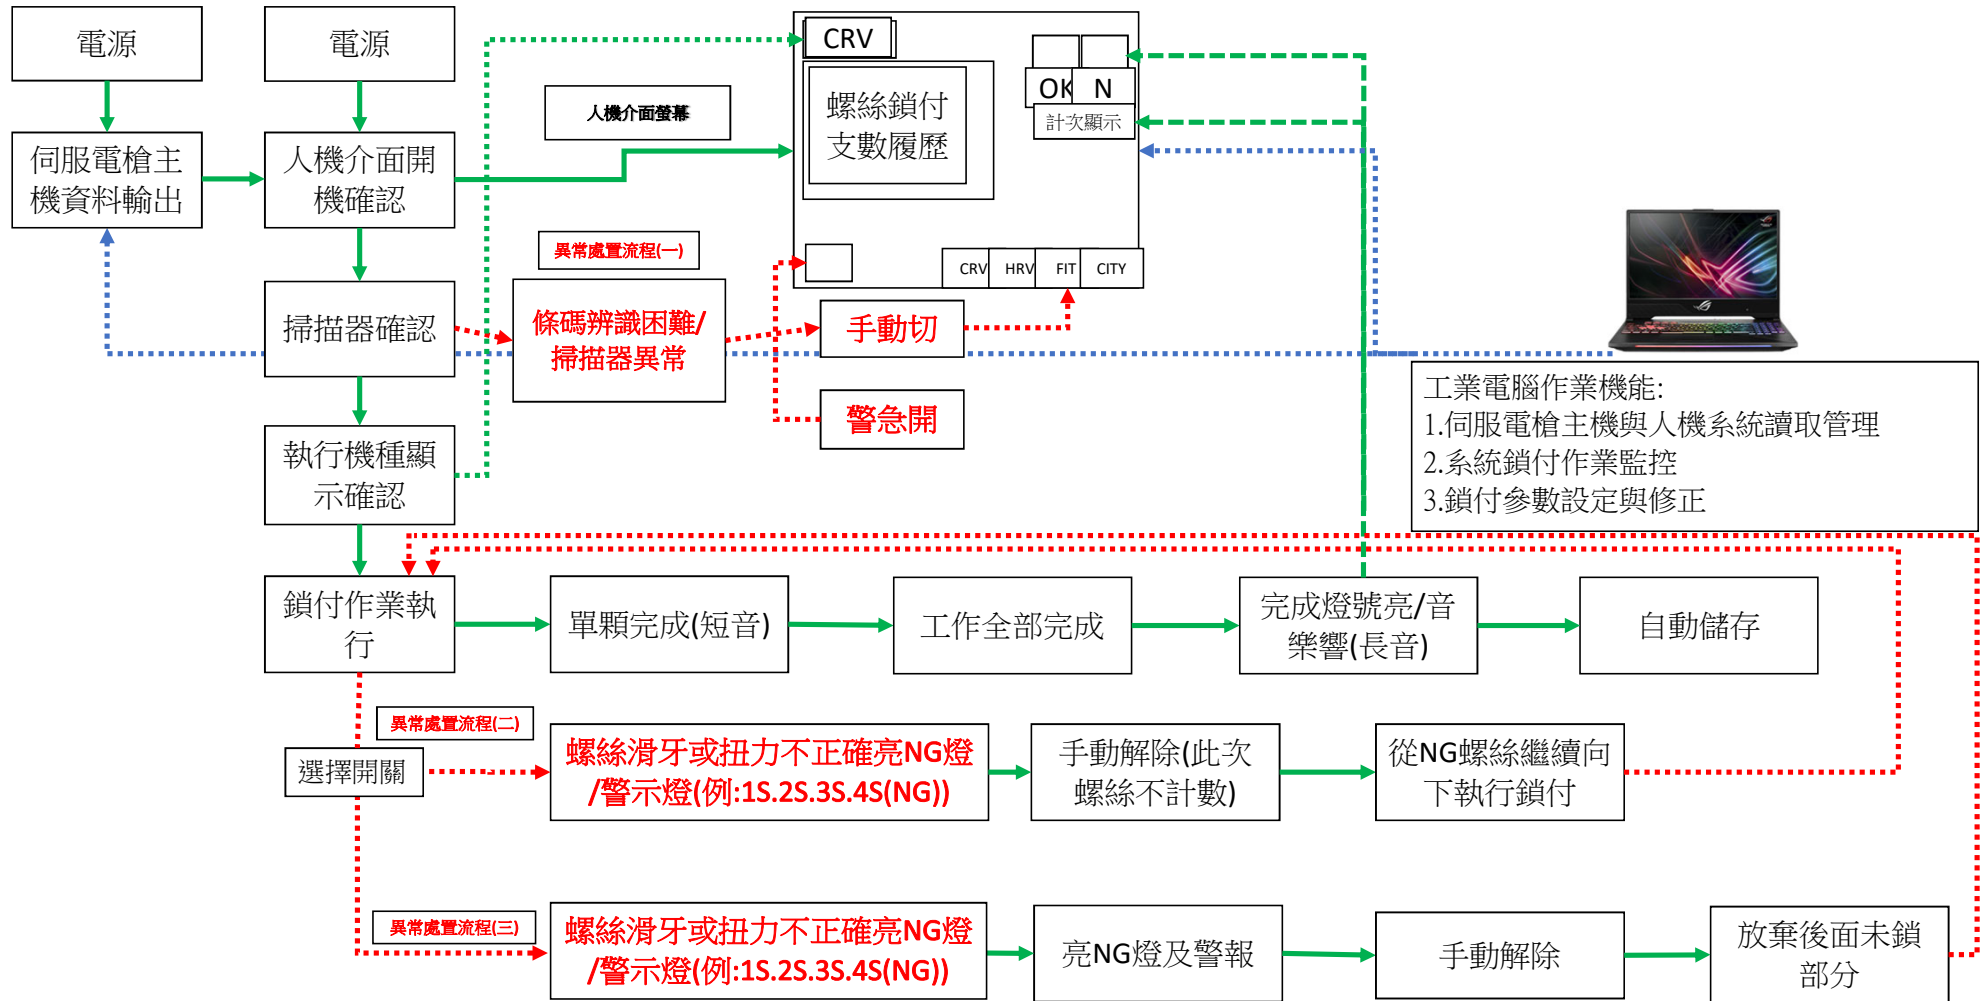 電源
電源
伺服電槍主
機資料輸出
人機介面開
機確認
人機介面螢幕
CRV
螺絲鎖付
支數履歷
OK
N
計次顯示
CRV
HRV
FIT
CITY
異常處置流程(一)
掃描器確認
條碼辨識困難/
掃描器異常
手動切
警急開
執行機種顯
示確認
工業電腦作業機能:
1.伺服電槍主機與人機系統讀取管理
2.系統鎖付作業監控
3.鎖付參數設定與修正
鎖付作業執
行
單顆完成(短音)
工作全部完成
完成燈號亮/音
樂響(長音)
自動儲存
異常處置流程(二)
選擇開關
螺絲滑牙或扭力不正確亮NG燈
/警示燈(例:1S.2S.3S.4S(NG))
手動解除(此次
螺絲不計數)
從NG螺絲繼續向
下執行鎖付
異常處置流程(三)
螺絲滑牙或扭力不正確亮NG燈
/警示燈(例:1S.2S.3S.4S(NG))
亮NG燈及警報
手動解除
放棄後面未鎖
部分